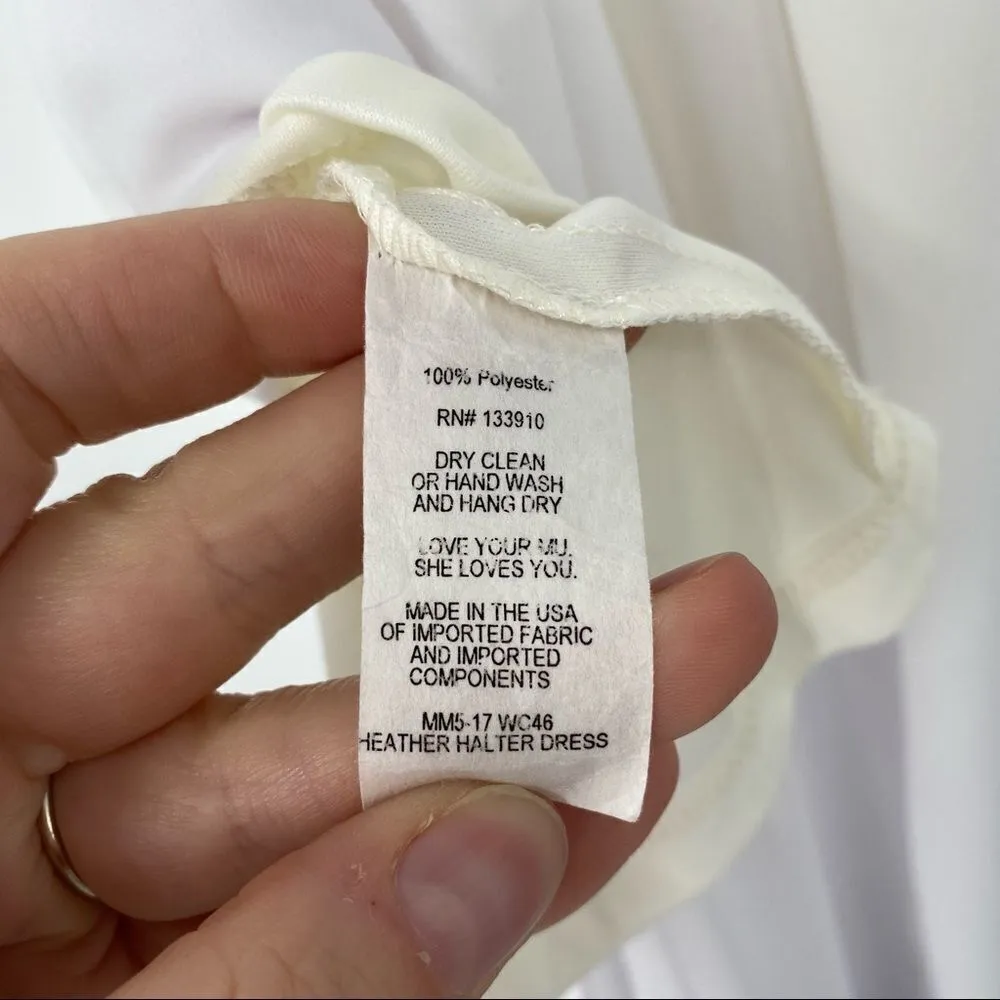 100% Polyester
RN# 133910
DRY CLEAN
OR HAND WASH
AND HANG DRY
LOVE YOUR MU.
SHE LOVES YOU.
MADE IN THE USA
OF IMPORTED FABRIC
AND IMPORTED
COMPONENTS
MM5-17 WC46
HEATHER HALTER DRESS